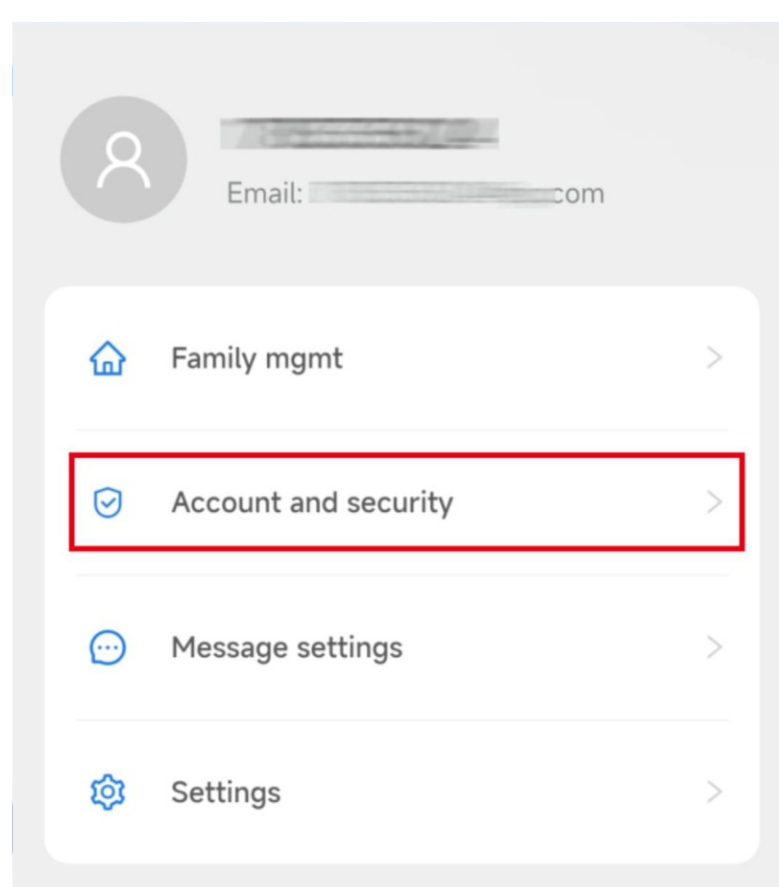 Email: com
Family mgmt
Account and security
Message settings
Settings